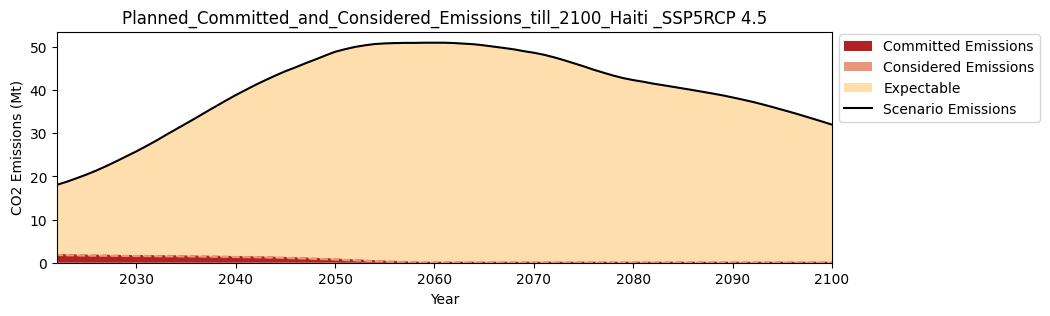 Planned_Committed_and_Considered_Emissions_till_2100_Haiti _SSP5RCP 4.5
CO2 Emissions (Mt)
50
40
30
20
10
0
2030 2040 2050 2060 2070 2080 2090 2100
Year
Committed Emissions
Considered Emissions
Expectable
Scenario Emissions